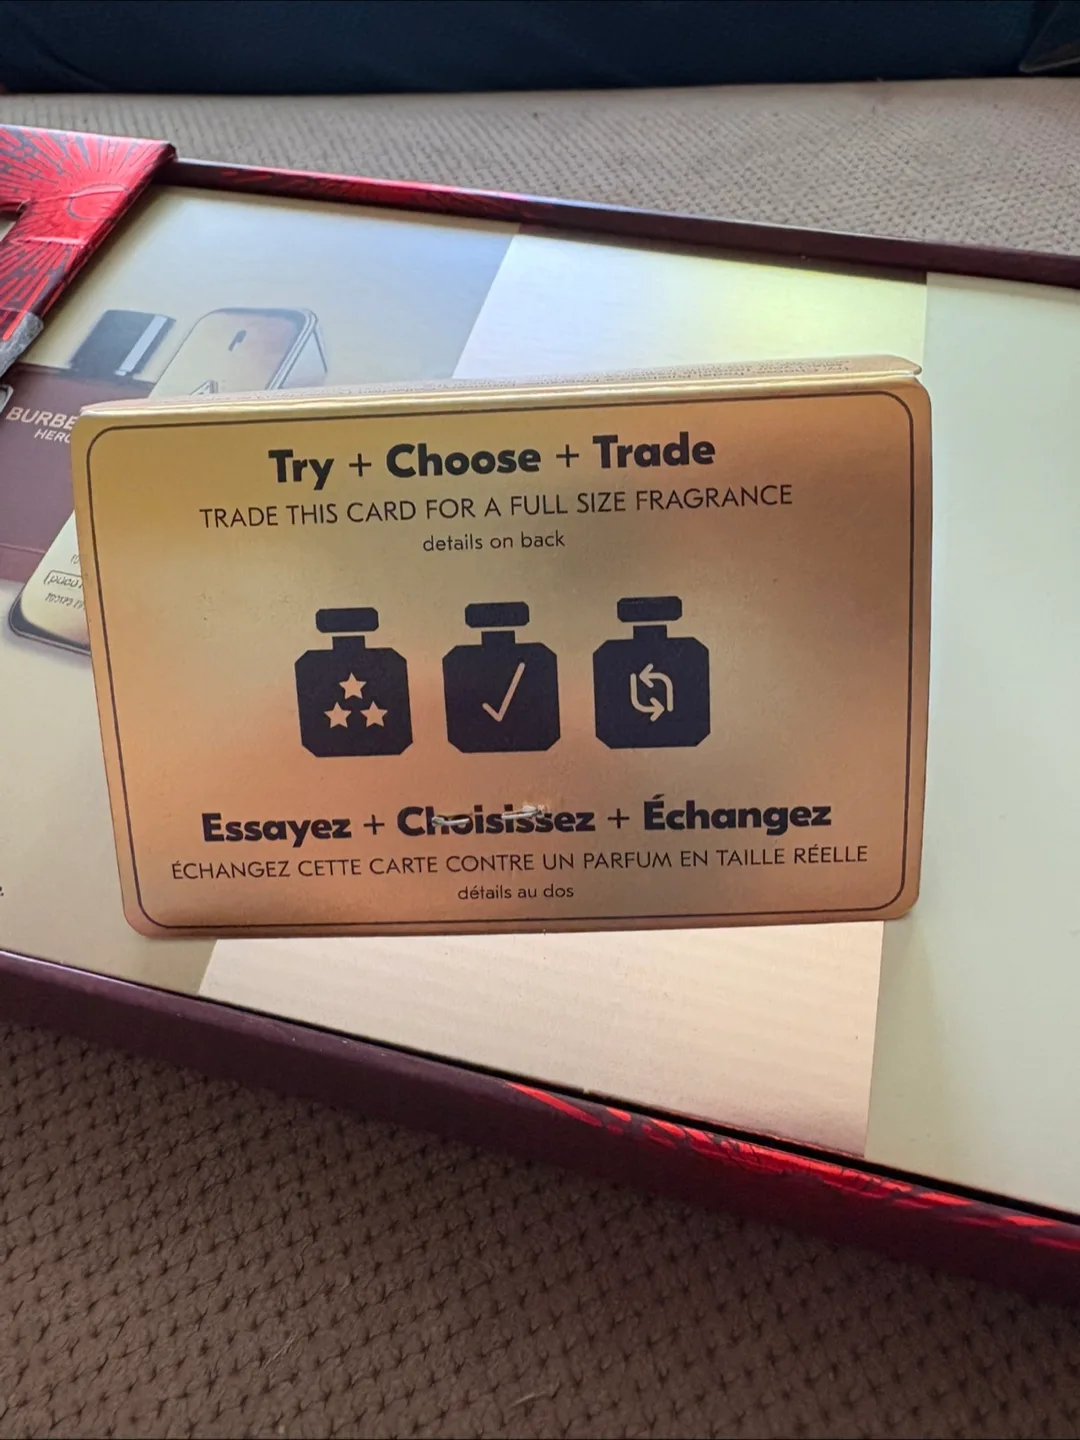 BURBE
HERO
Try + Choose + Trade
TRADE THIS CARD FOR A FULL SIZE FRAGRANCE
details on back
Essayez + Choisissez + Échangez
ÉCHANGEZ CETTE CARTE CONTRE UN PARFUM EN TAILLE RÉELLE
détails au dos